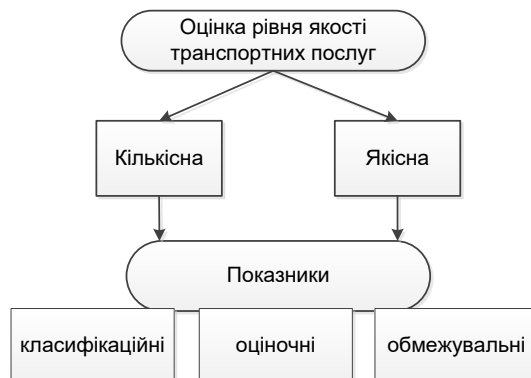 Оцінка рівня якості
транспортних послуг
Кількісна
Якісна
Показники
класифікаційні
оціночні
обмежувальні